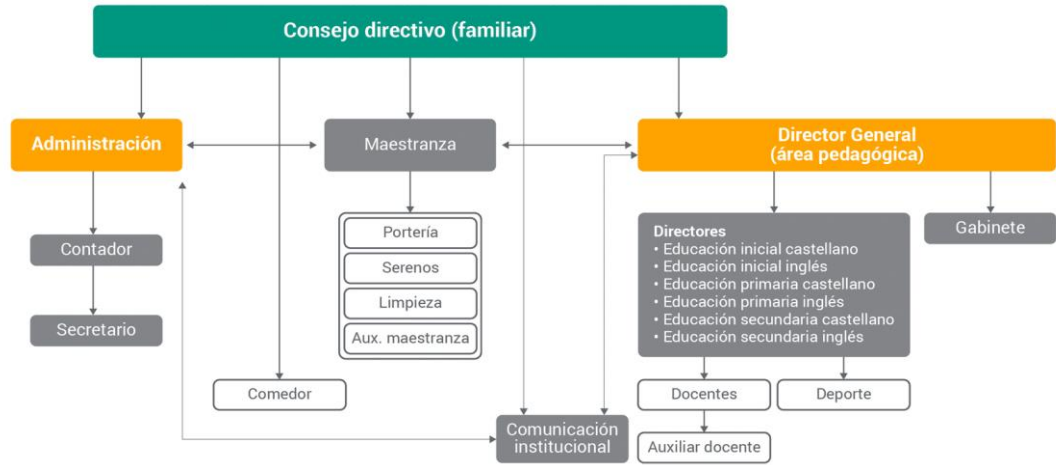 Consejo directivo (familiar)
Administración
Maestranza
Director General
(área pedagógica)
Contador
Secretario
Portería
Serenos
Limpieza
Aux. maestranza
Directores
• Educación inicial castellano
• Educación inicial inglés
• Educación primaria castellano
• Educación primaria inglés
• Educación secundaria castellano
• Educación secundaria inglés
Gabinete
Comedor
Docentes
Deporte
Comunicación
institucional
Auxiliar docente